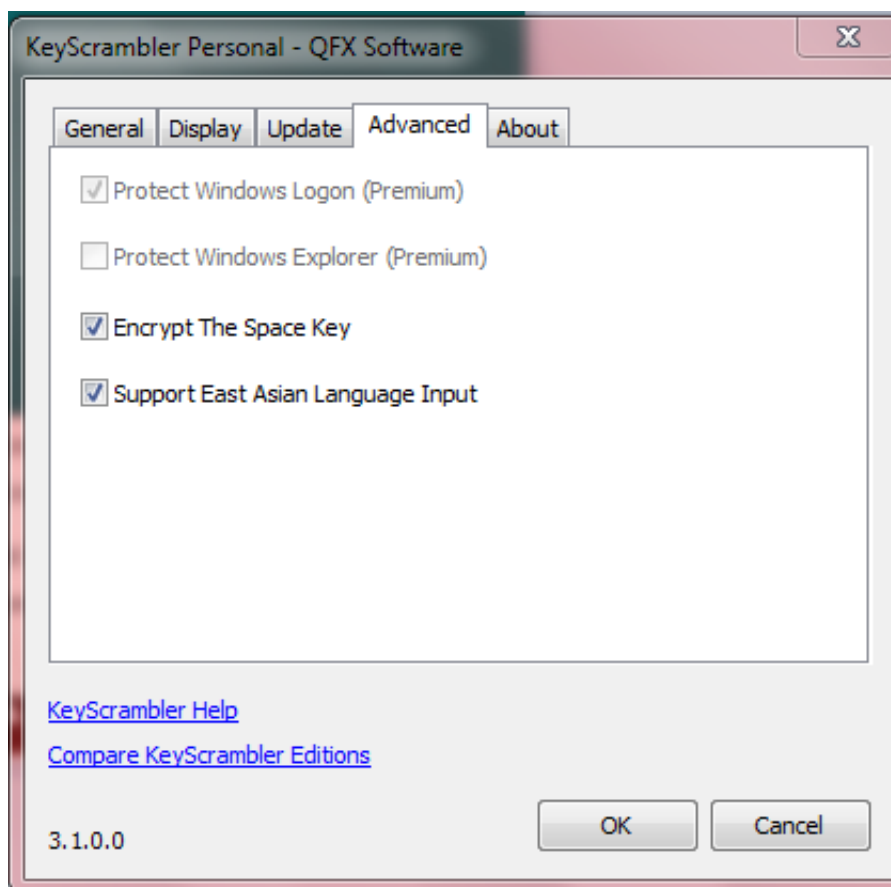 KeyScrambler Personal - QFX Software
General Display Update Advanced About
Protect Windows Logon (Premium)
Protect Windows Explorer (Premium)
Encrypt The Space Key
Support East Asian Language Input
KeyScrambler Help
Compare KeyScrambler Editions
3.1.0.0
OK Cancel